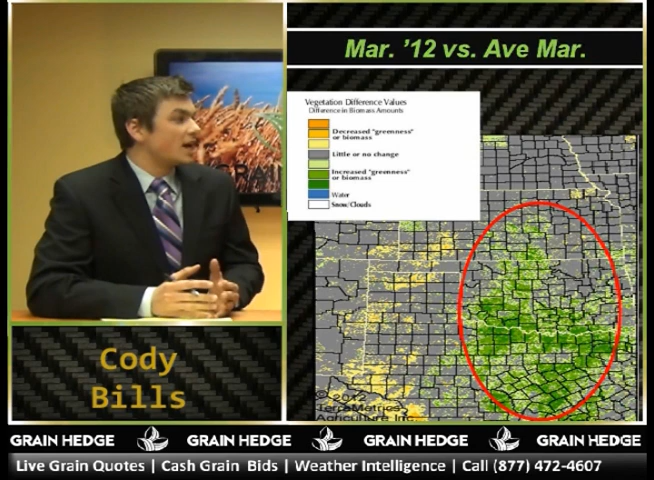 Mar. '12 vs. Ave Mar.
Vegetation Difference Values
Difference in Biomass Amounts
Decreased "greenness"
or biomass
Little or no change
Increased "greenness"
or biomass
Water
Snow/Clouds
© 2012
TerraMetrics
Agriculture Inc
Cody
Bills
GRAIN HEDGE GRAIN HEDGE GRAIN HEDGE GRAIN HEDGE
Live Grain Quotes | Cash Grain Bids | Weather Intelligence | Call (877) 472-4607